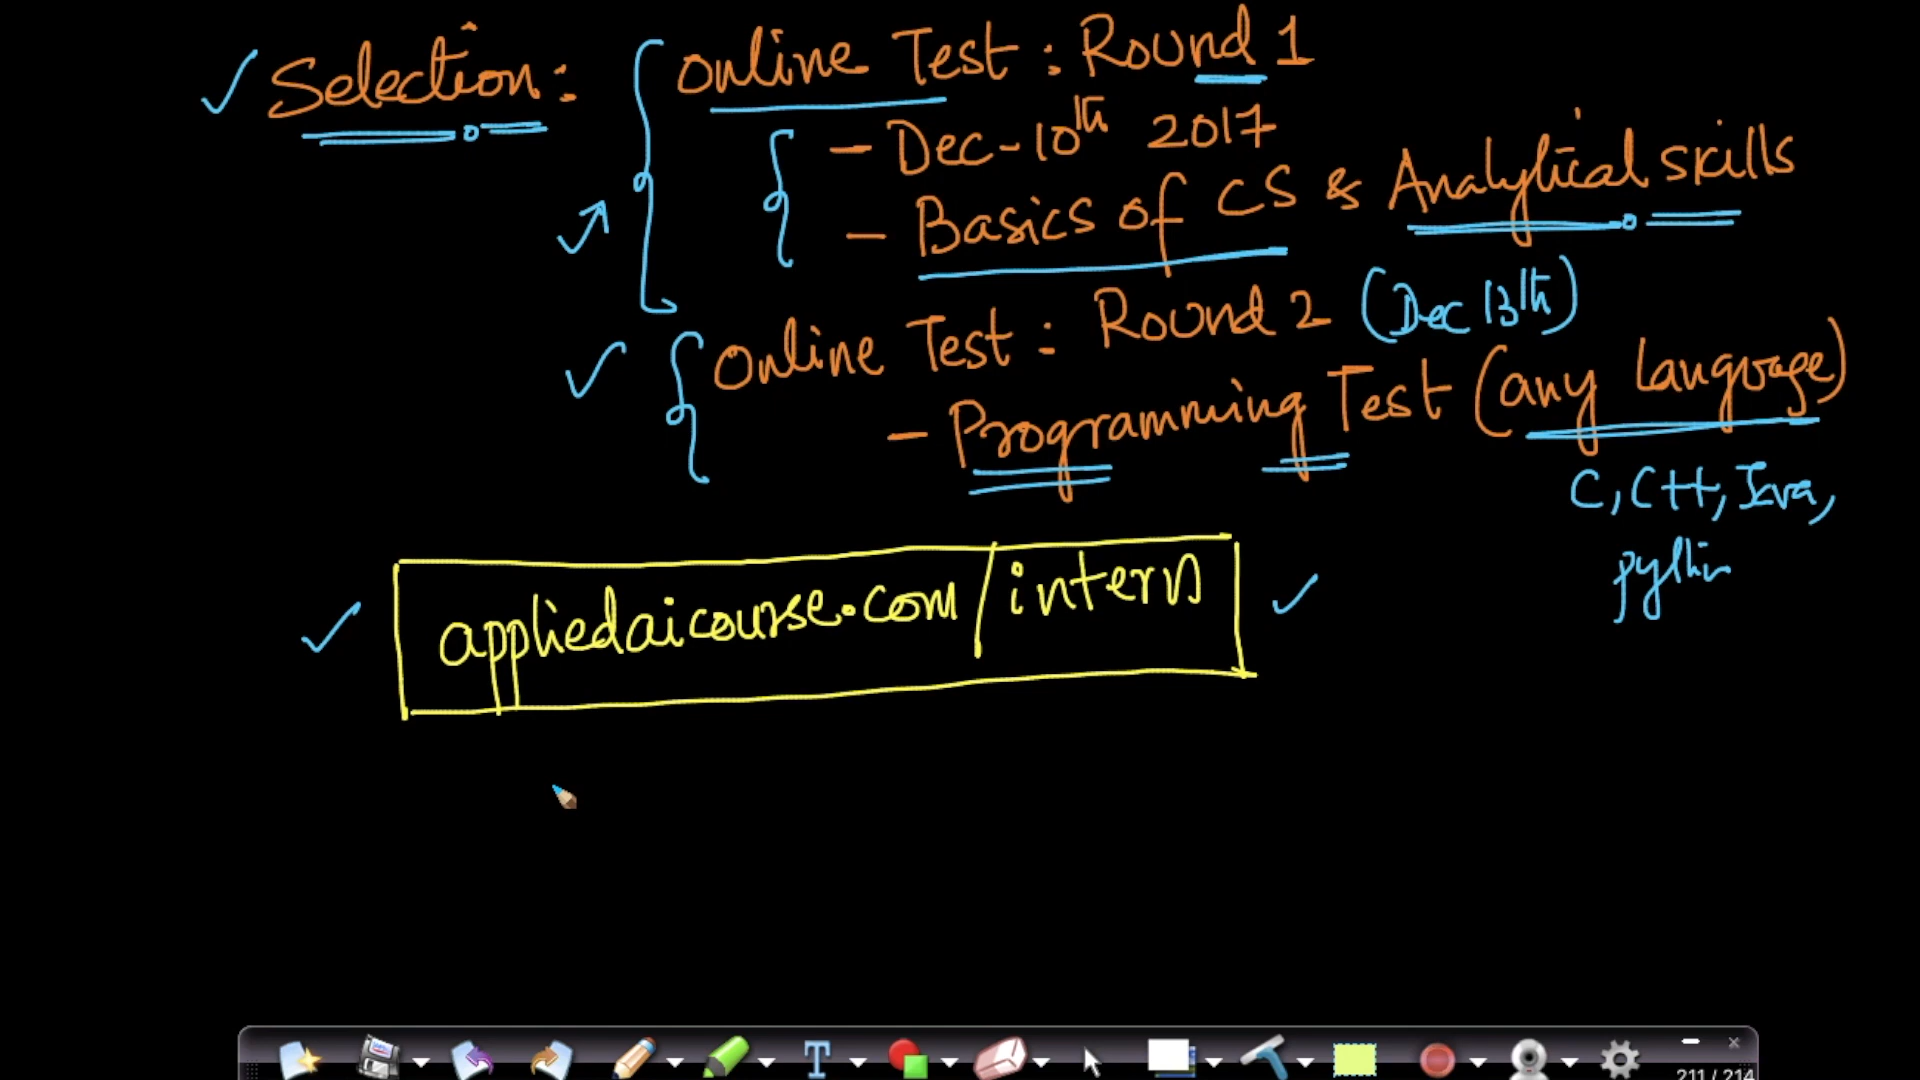 Selection: Online Test: Round 1
- Dec-10th 2017
- Basics of CS & Analytical skills
Online Test: Round 2 (Dec 13th)
- Programming Test (any language)
C, C++, Java,
python
appliedaicourse.com/intern
T
211 / 214